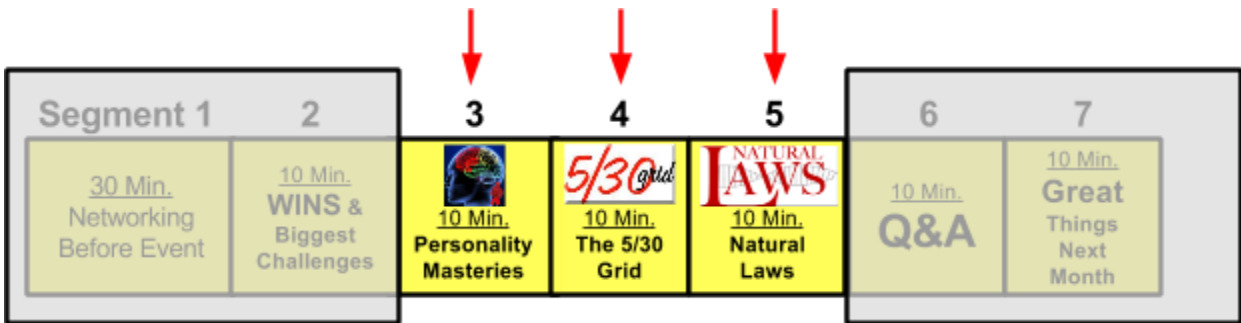 Segment 1
2
3
4
5
6
7
30 Min.
Networking
Before Event
10 Min.
WINS &
Biggest
Challenges
10 Min.
Personality
Masteries
5/30 grid
10 Min.
The 5/30
Grid
NATURAL
LAWS
10 Min.
Natural
Laws
10 Min.
Q&A
10 Min.
Great
Things
Next
Month